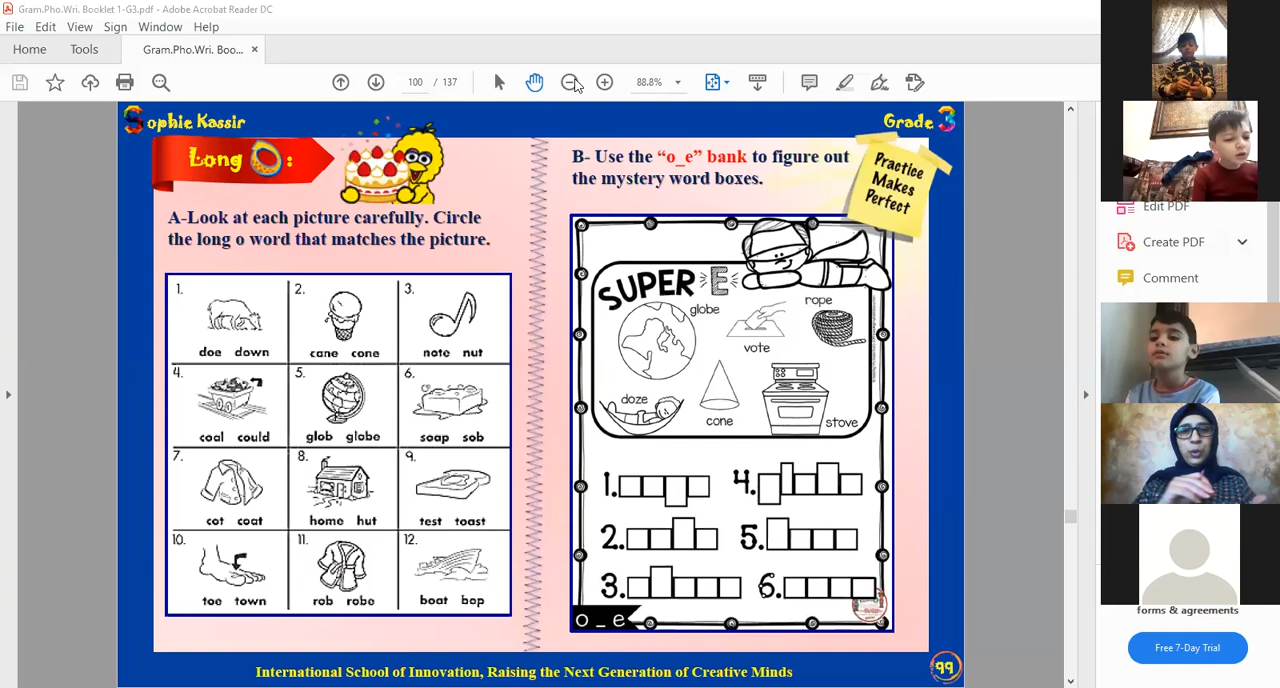 Gram.Pho.Wri. Booklet 1-G3.pdf - Adobe Acrobat Reader DC
File Edit View Sign Window Help
Home Tools Gram.Pho.Wri. Boo... ×
100 / 137 88.8%
Sophie Kassir
Grade 3
Long O:
A-Look at each picture carefully. Circle
the long o word that matches the picture.
1.
doe down
2.
cane cone
3.
note nut
4.
coal could
5.
glob globe
6.
soap sob
7.
cot coat
8.
home hut
9.
test toast
10.
toe town
11.
rob robe
12.
boat bop
B- Use the "o_e" bank to figure out
the mystery word boxes.
Practice
Makes
Perfect
SUPER E
globe
vote
rope
doze
cone
stove
1.
4.
2.
5.
3.
6.
o_e
International School of Innovation, Raising the Next Generation of Creative Minds
99
Edit PDF
Create PDF
Comment
forms & agreements
Free 7-Day Trial